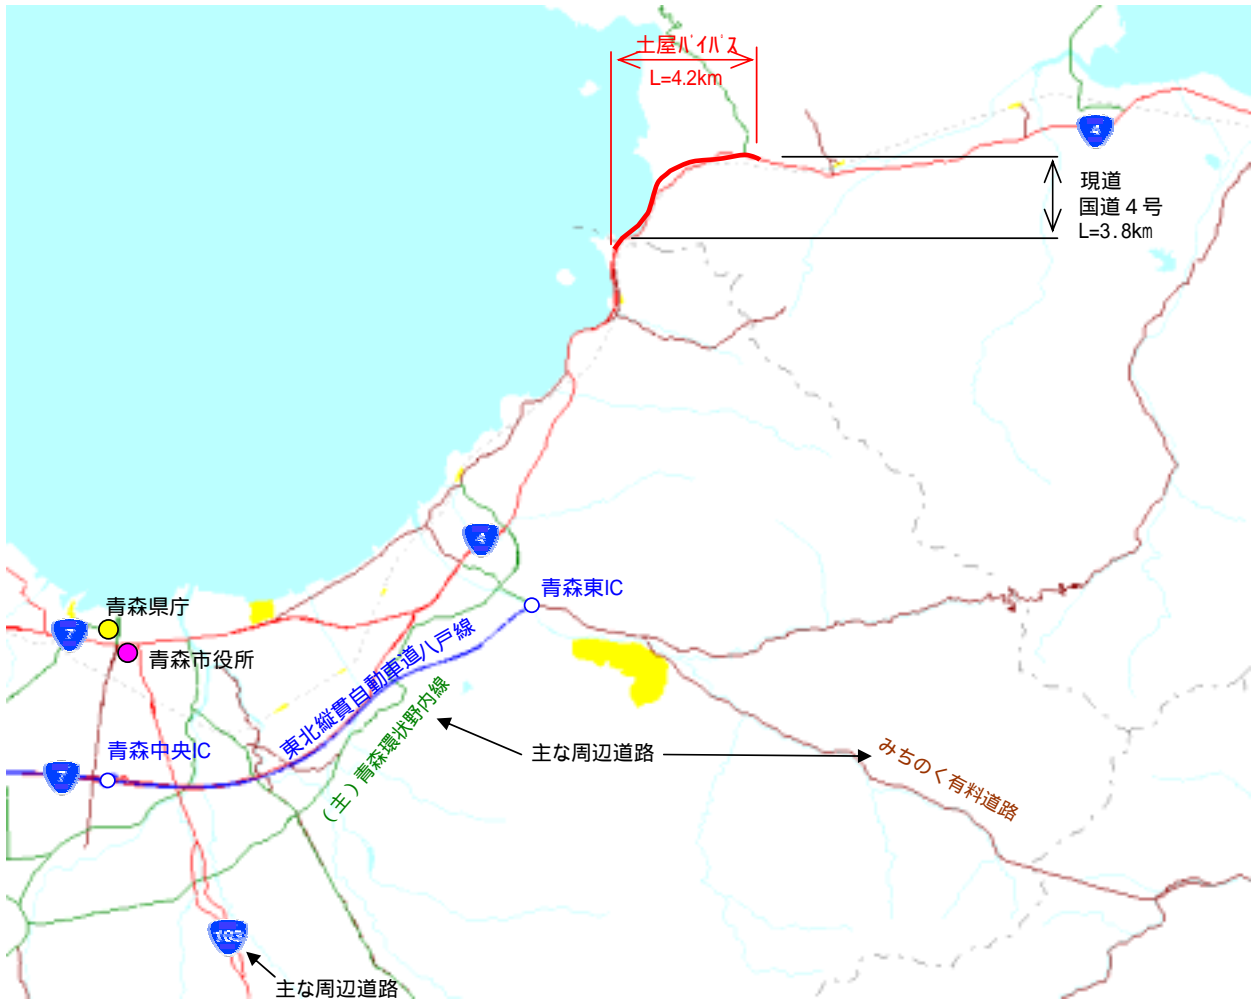 土屋ﾊﾞｲﾊﾟｽ
L=4.2km
4
現道
国道４号
L=3.8km
4
青森東IC
青森県庁
7
青森市役所
東北縦貫自動車道八戸線
(主)青森環状野内線
青森中央IC
7
主な周辺道路
みちのく有料道路
103
主な周辺道路